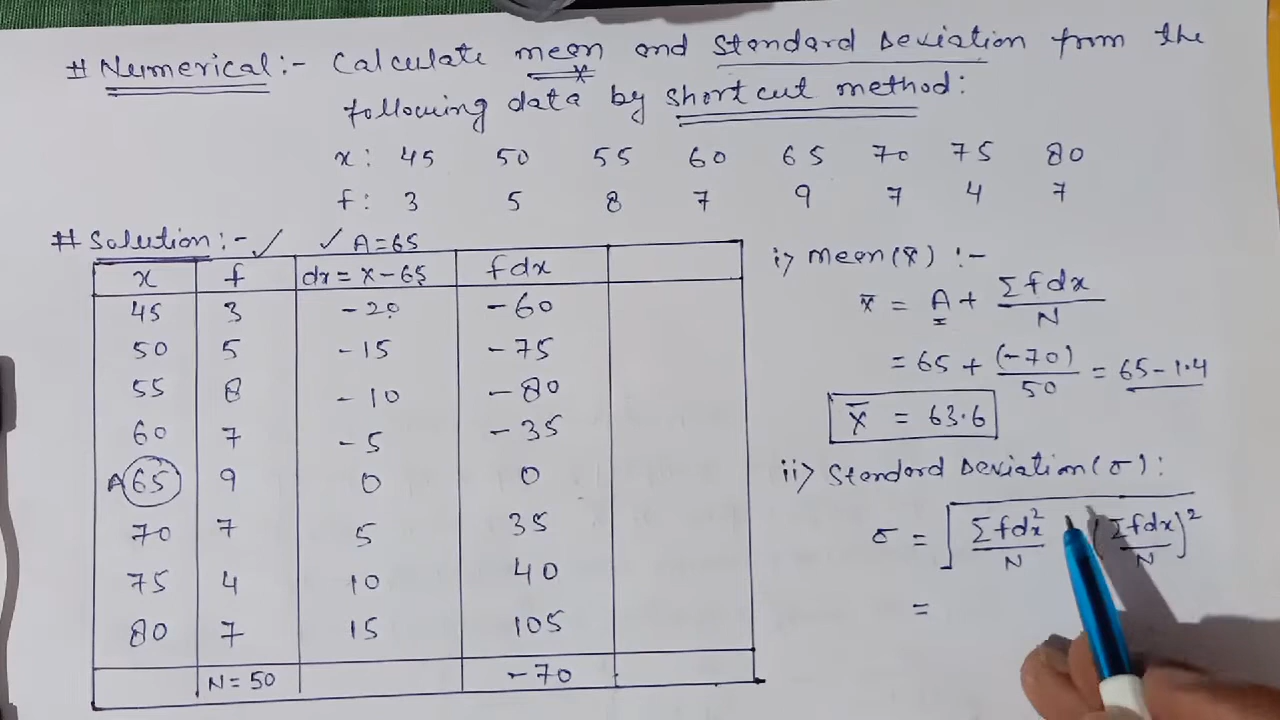 # Numerical:- Calculate mean and Standard Deviation from the
following data by Short cut method:
x: 45 50 55 60 65 70 75 80
f: 3 5 8 7 9 7 4 7
# Solution:- ✓ ✓ A=65
x f dx = x-65 fdx
45 3 -20 -60
50 5 -15 -75
55 8 -10 -80
60 7 -5 -35
A 65 9 0 0
70 7 5 35
75 4 10 40
80 7 15 105
N=50 -70
i) Mean (x̄) :-
x̄ = A + Σfdx / N
= 65 + (-70) / 50 = 65-1.4
x̄ = 63.6
ii) Standard Deviation (σ):
σ = √ Σfdx² / N (Σfdx / N)²
=